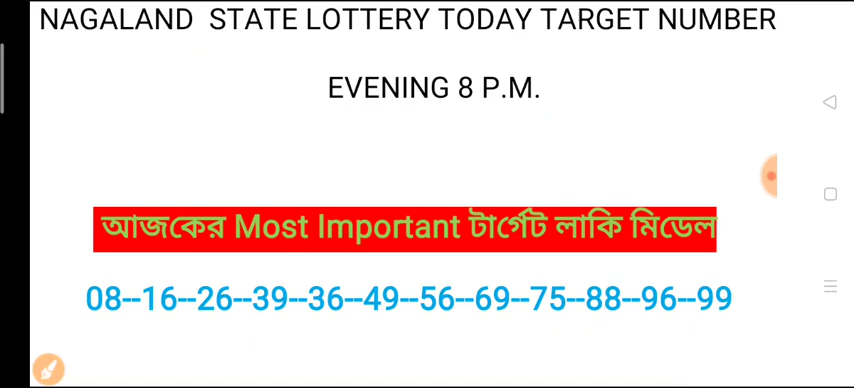 NAGALAND STATE LOTTERY TODAY TARGET NUMBER
EVENING 8 P.M.
আজকের Most Important টার্গেট লাকি মিডেল
08--16--26--39--36--49--56--69--75--88--96--99